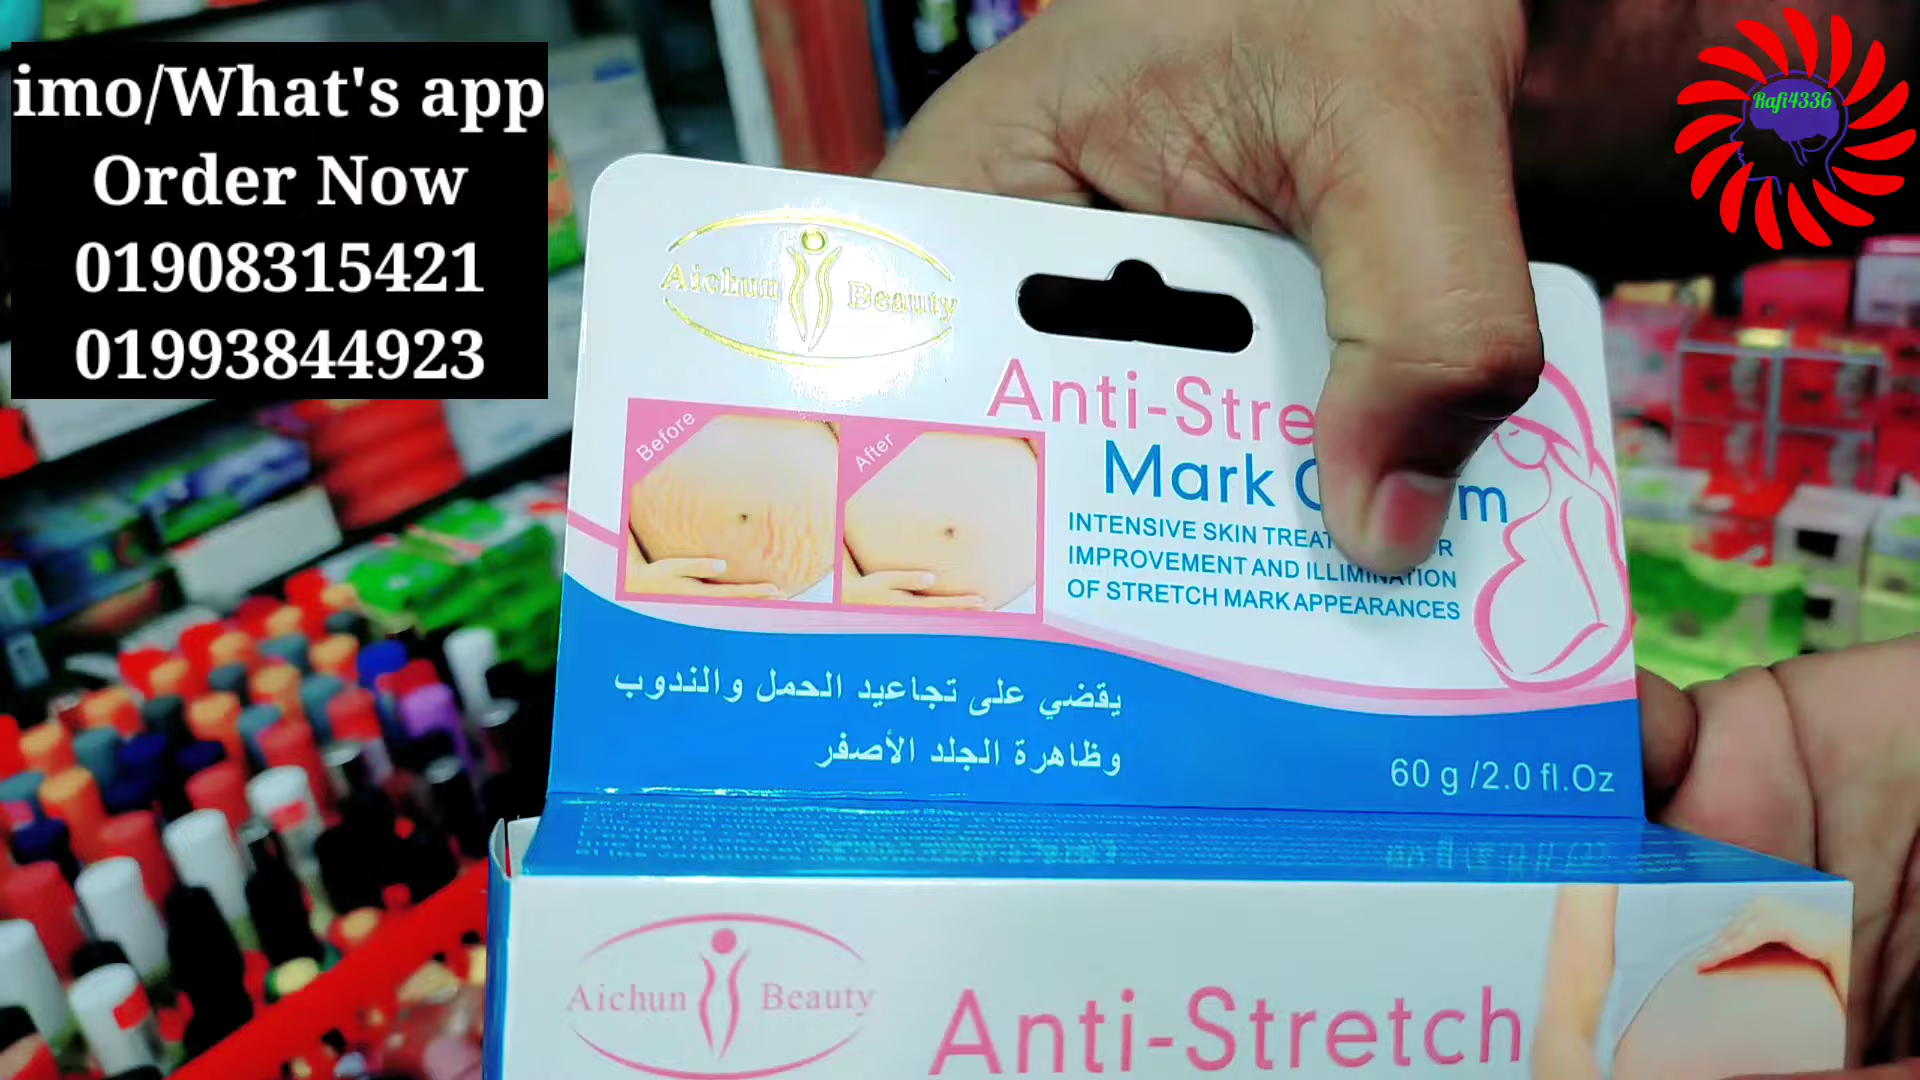 imo/What's app
Order Now
01908315421
01993844923
Rafi4336
Aichun Beauty
Anti-Stre
Mark
Before
After
INTENSIVE SKIN
IMPROVEMENT AND ILLIMINATION
OF STRETCH MARK APPEARANCES
يقضي على تجاعيد الحمل والندوب
وظاهرة الجلد الأصفر
60 g /2.0 fl.Oz
Aichun Beauty
Anti-Stretch